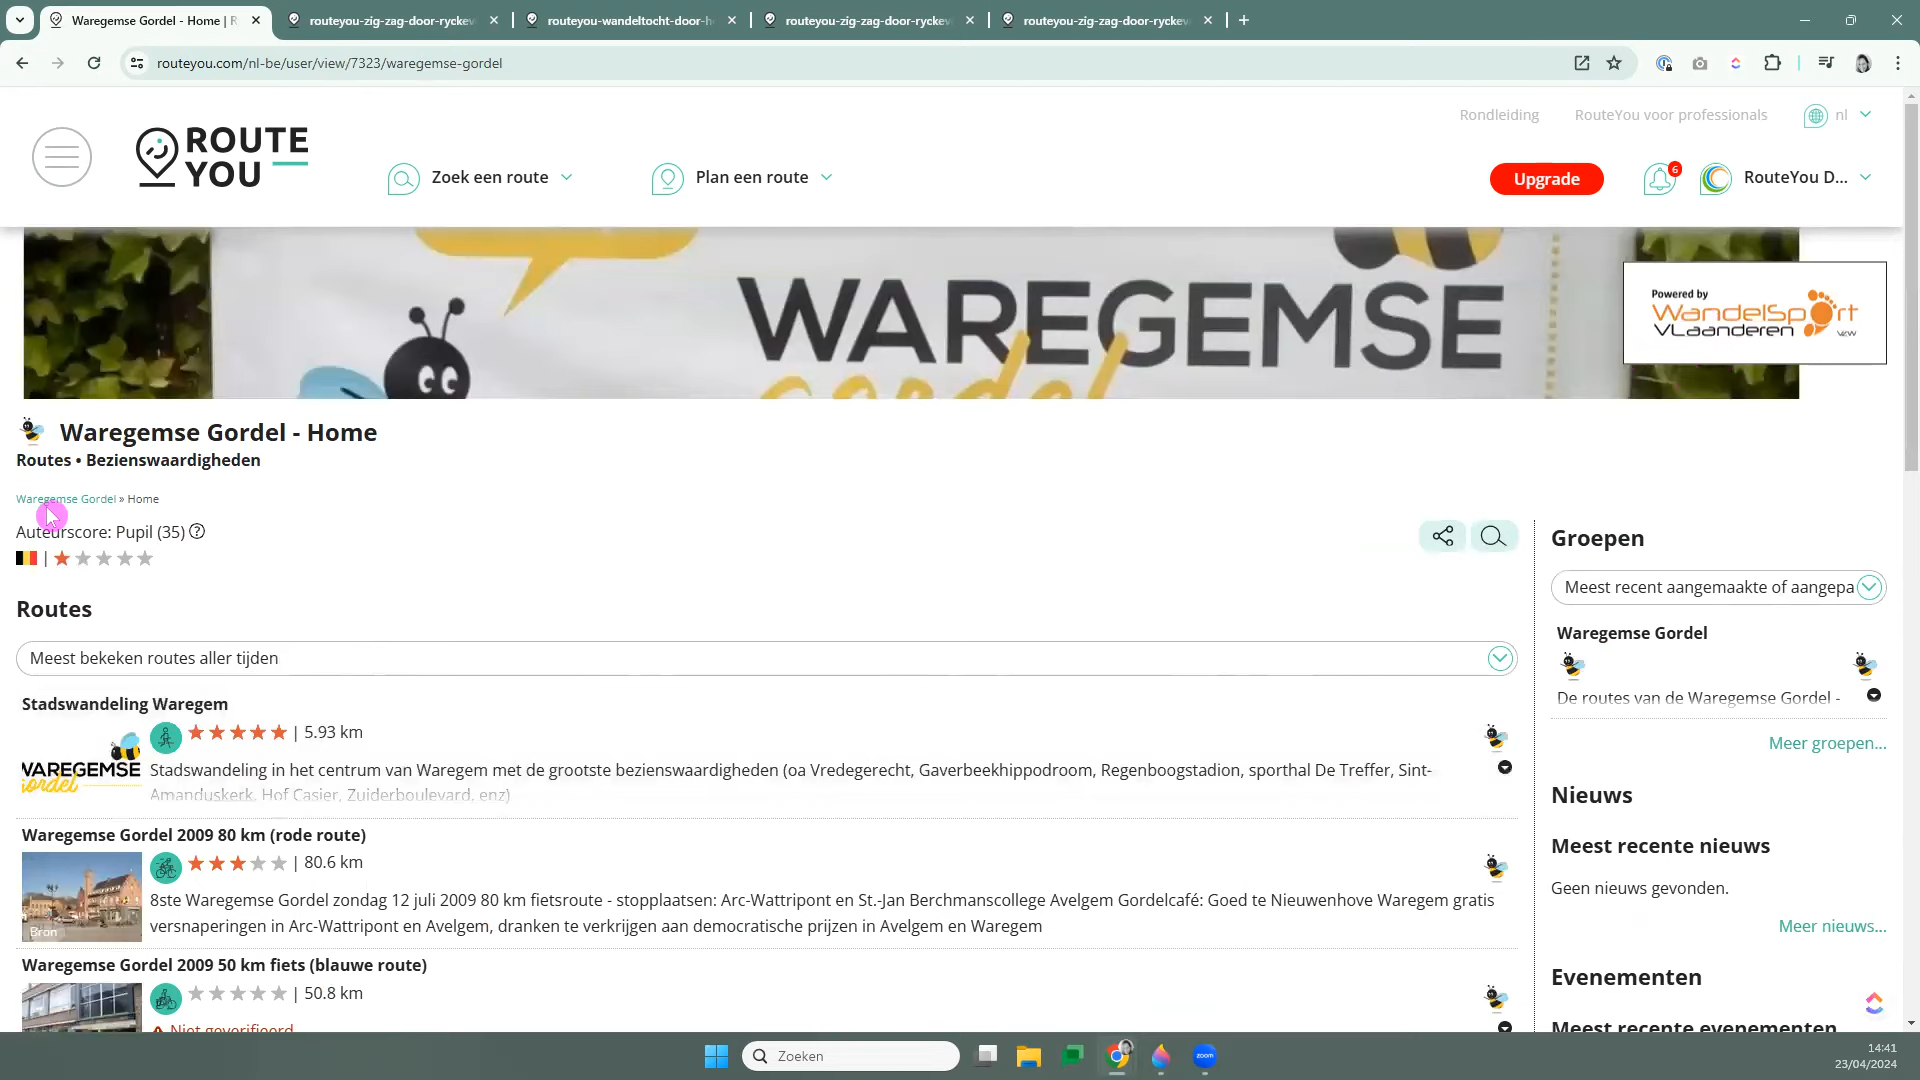 Waregemse Gordel - Home | R
routeyou-zig-zag-door-ryckev
routeyou-wandeltocht-door-h
routeyou-zig-zag-door-ryckev
routeyou-zig-zag-door-ryckev
routeyou.com/nl-be/user/view/7323/waregemse-gordel
Rondleiding
RouteYou voor professionals
nl
ROUTE
YOU
Zoek een route
Plan een route
Upgrade
6
RouteYou D...
WAREGEMSE
gordel
Powered by
WandelSport
VLaanderen vzw
Waregemse Gordel - Home
Routes • Bezienswaardigheden
Waregemse Gordel » Home
Auteurscore: Pupil (35)
|
Routes
Meest bekeken routes aller tijden
Stadswandeling Waregem
| 5.93 km
WAREGEMSE
gordel
Stadswandeling in het centrum van Waregem met de grootste bezienswaardigheden (oa Vredegerecht, Gaverbeekhippodroom, Regenboogstadion, sporthal De Treffer, Sint-
Amanduskerk, Hof Casier, Zuiderboulevard, enz)
Waregemse Gordel 2009 80 km (rode route)
| 80.6 km
Bron
8ste Waregemse Gordel zondag 12 juli 2009 80 km fietsroute - stopplaatsen: Arc-Wattripont en St.-Jan Berchmanscollege Avelgem Gordelcafé: Goed te Nieuwenhove Waregem gratis
versnaperingen in Arc-Wattripont en Avelgem, dranken te verkrijgen aan democratische prijzen in Avelgem en Waregem
Waregemse Gordel 2009 50 km fiets (blauwe route)
| 50.8 km
Niet geverifieerd
Groepen
Meest recent aangemaakte of aangepa
Waregemse Gordel
De routes van de Waregemse Gordel -
Meer groepen...
Nieuws
Meest recente nieuws
Geen nieuws gevonden.
Meer nieuws...
Evenementen
Meest recente evenementen
Zoeken
zoom
14:41
23/04/2024